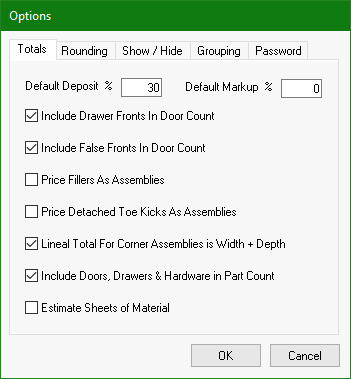 Options
Totals Rounding Show / Hide Grouping Password
Default Deposit % 30 Default Markup % 0
Include Drawer Fronts In Door Count
Include False Fronts In Door Count
Price Fillers As Assemblies
Price Detached Toe Kicks As Assemblies
Lineal Total For Corner Assemblies is Width + Depth
Include Doors, Drawers & Hardware in Part Count
Estimate Sheets of Material
OK Cancel